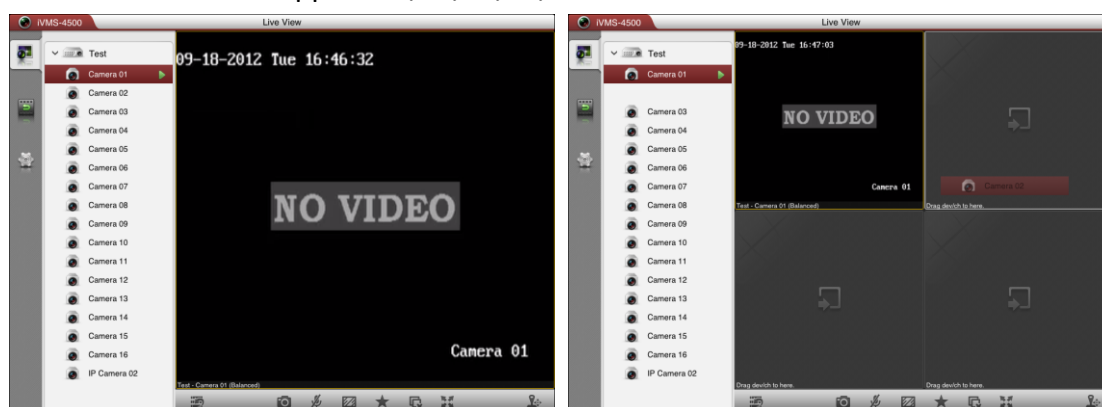 iVMS-4500
Live View
Test
Camera 01
Camera 02
Camera 03
Camera 04
Camera 05
Camera 06
Camera 07
Camera 08
Camera 09
Camera 10
Camera 11
Camera 12
Camera 13
Camera 14
Camera 15
Camera 16
IP Camera 02
09-18-2012 Tue 16:46:32
NO VIDEO
Camera 01
Test - Camera 01 (Balanced)
iVMS-4500
Live View
Test
Camera 01
Camera 03
Camera 04
Camera 05
Camera 06
Camera 07
Camera 08
Camera 09
Camera 10
Camera 11
Camera 12
Camera 13
Camera 14
Camera 15
Camera 16
IP Camera 02
09-18-2012 Tue 16:47:03
NO VIDEO
Camera 01
Test - Camera 01 (Balanced)
Camera 02
Drag dev/ch to here.
Drag dev/ch to here.
Drag dev/ch to here.